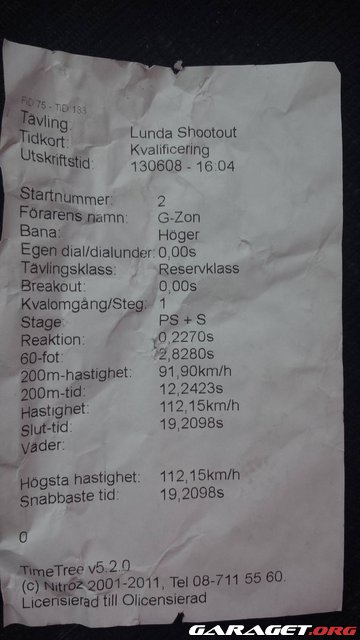 RID 75 - TID 183
Tävling: Lunda Shootout
Tidkort: Kvalificering
Utskriftstid: 130608 - 16:04
Startnummer: 2
Förarens namn: G-Zon
Bana: Höger
Egen dial/dialunder: 0,00s
Tävlingsklass: Reservklass
Breakout: 0,00s
Kvalomgång/Steg: 1
Stage: PS + S
Reaktion: 0,2270s
60-fot: 2,8280s
200m-hastighet: 91,90km/h
200m-tid: 12,2423s
Hastighet: 112,15km/h
Slut-tid: 19,2098s
Väder:
Högsta hastighet: 112,15km/h
Snabbaste tid: 19,2098s
0
TimeTree v5.2.0
(c) Nitroz 2001-2011, Tel 08-711 55 60.
Licensierad till Olicensierad
GARAGET.ORG